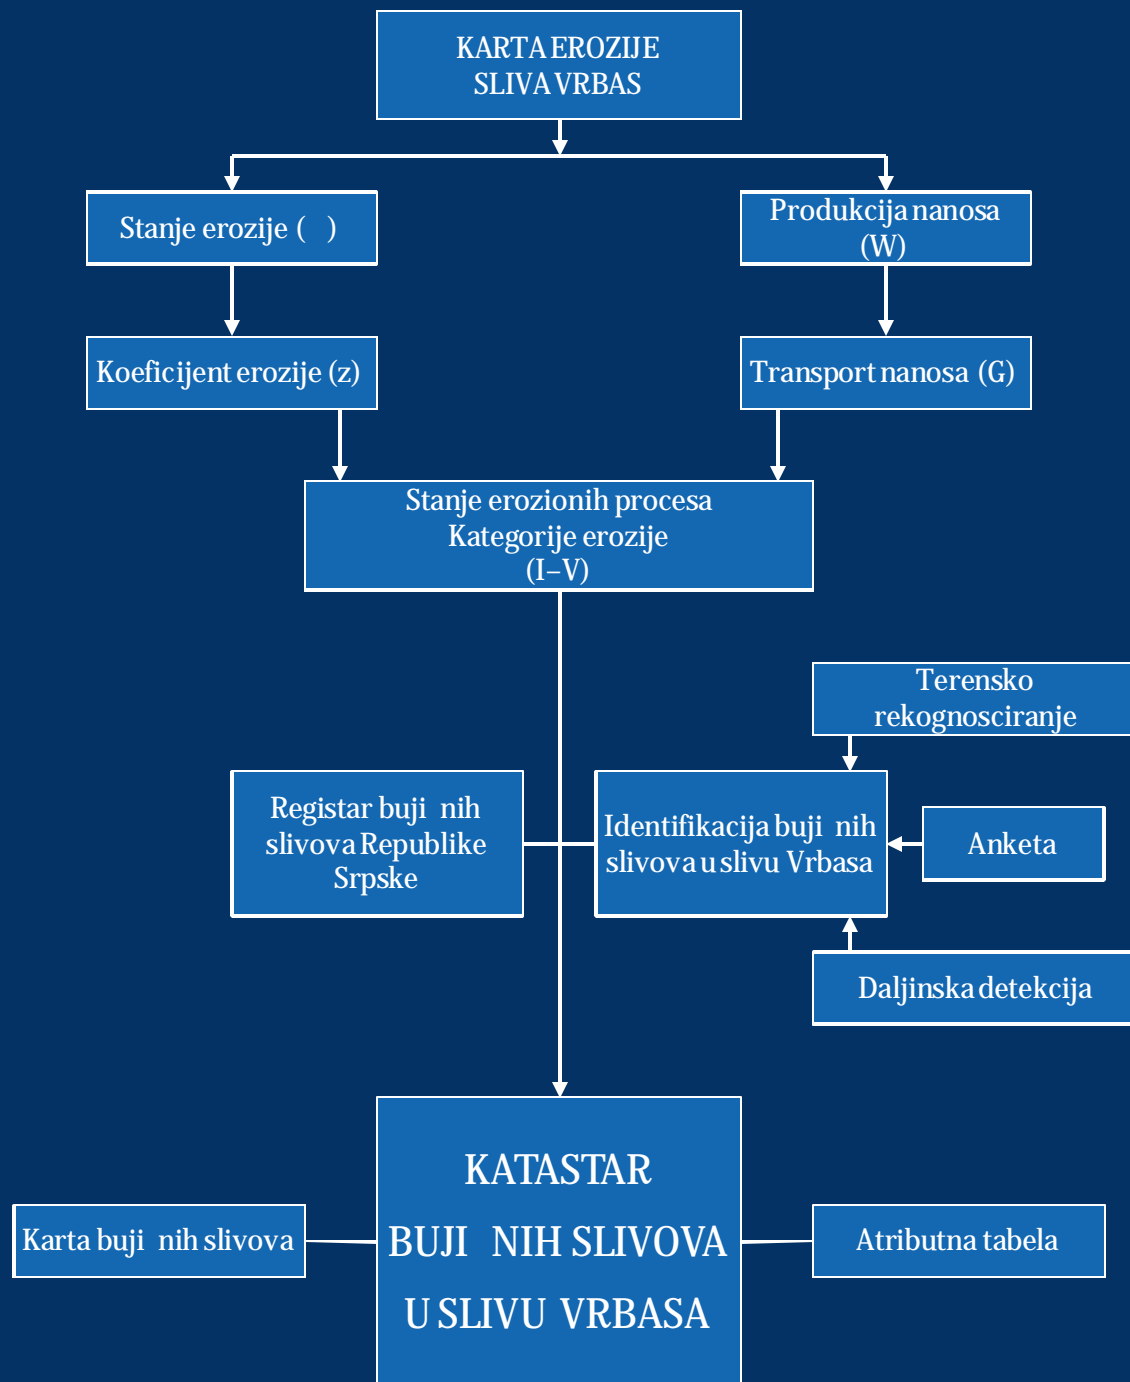 KARTA EROZIJE
SLIVA VRBAS
Stanje erozije ( )
Produkcija nanosa
(W)
Koeficijent erozije (z)
Transport nanosa (G)
Stanje erozionih procesa
Kategorije erozije
(I–V)
Terensko
rekognosciranje
Registar buji nih
slivova Republike
Srpske
Identifikacija buji nih
slivova u slivu Vrbasa
Anketa
Daljinska detekcija
KATASTAR
BUJI NIH SLIVOVA
U SLIVU VRBASA
Karta buji nih slivova
Atributna tabela